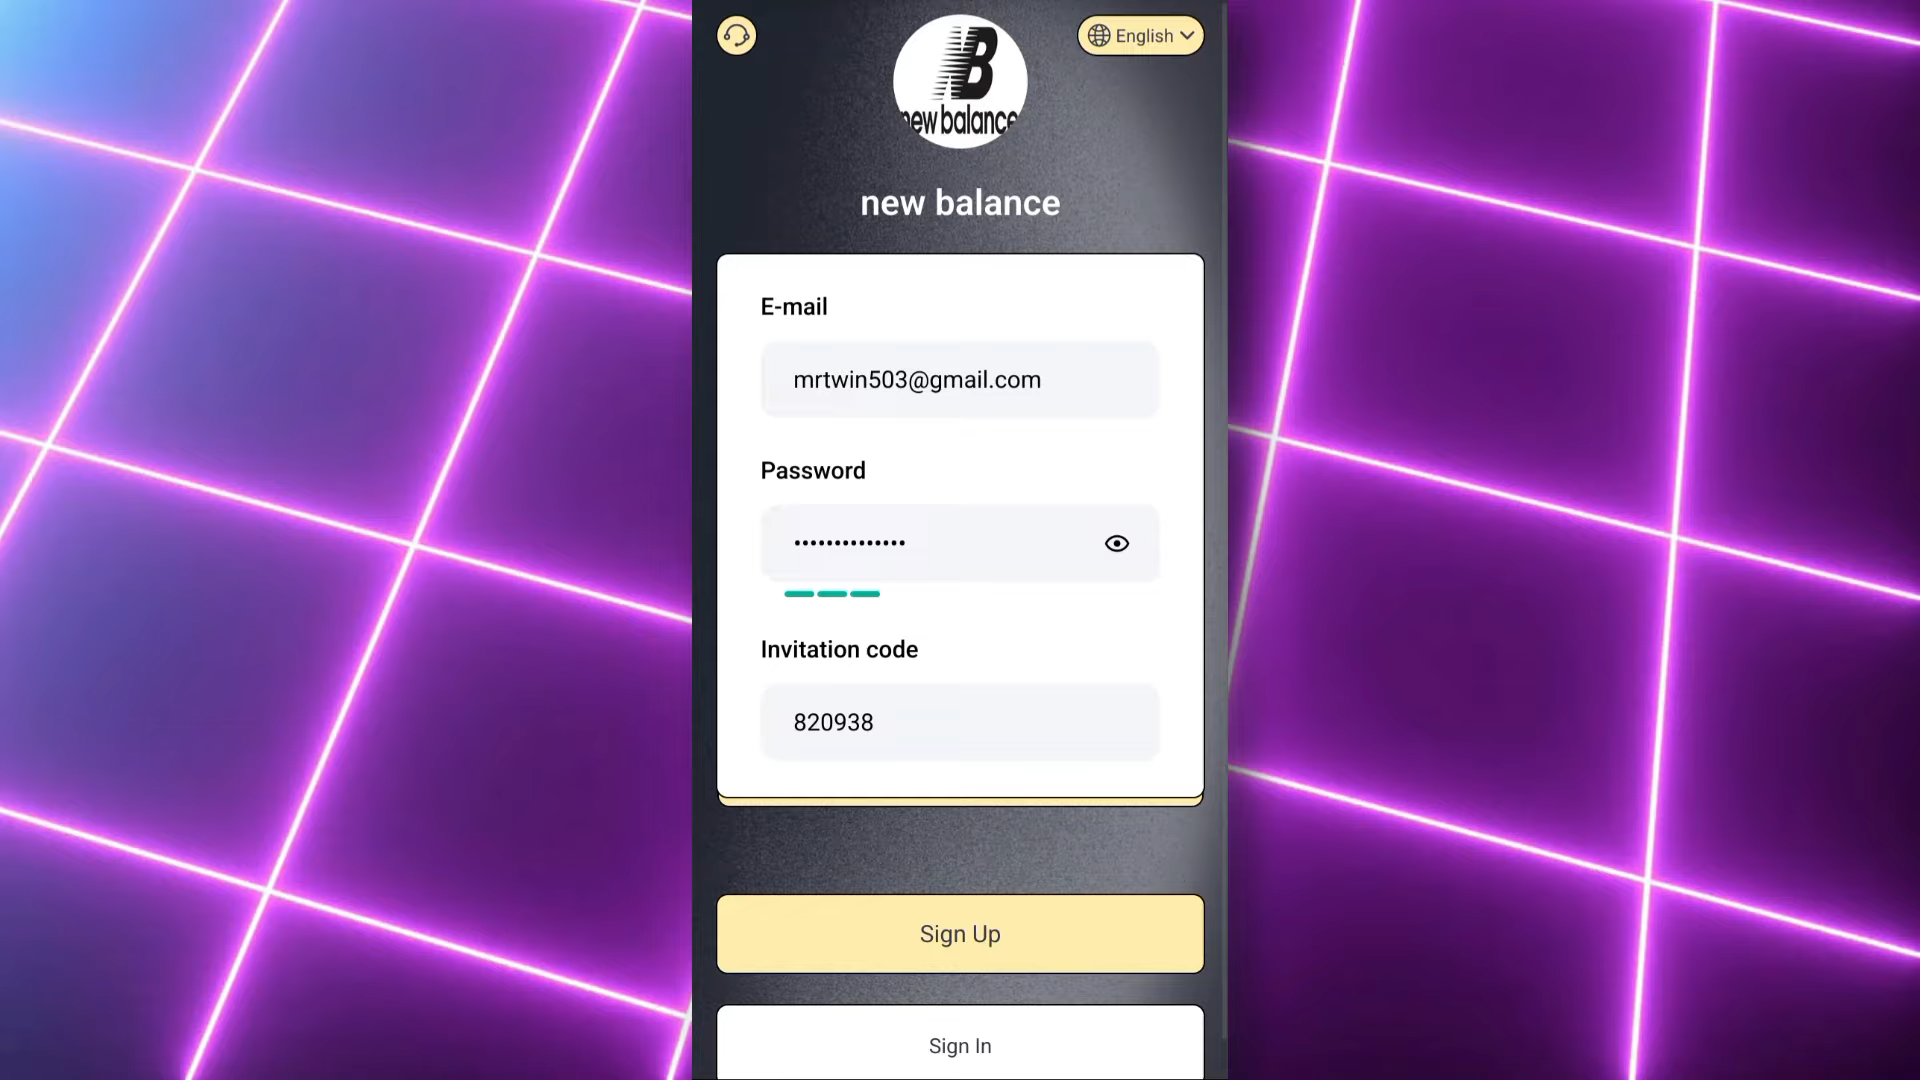 English
B
new balance
new balance
E-mail
mrtwin503@gmail.com
Password
Invitation code
820938
Sign Up
Sign In